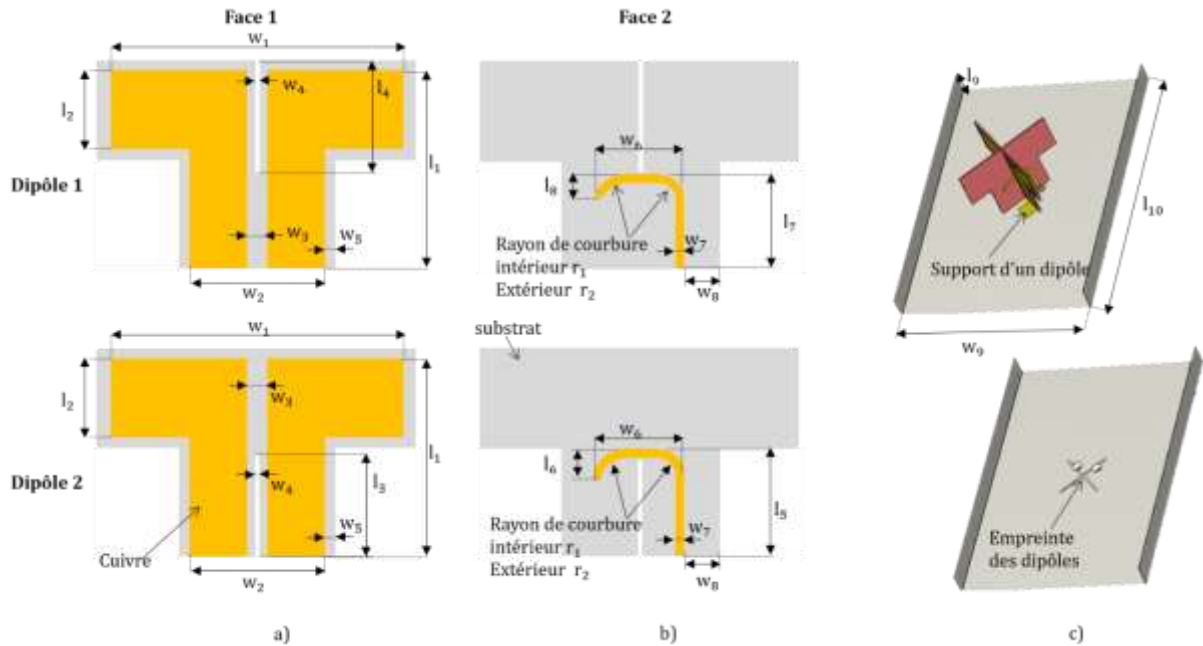 Face 1
Face 2
w₁
l₂
w₄
l₄
l₁
Dipôle 1
w₃
w₅
w₂
w₆
l₈
l₇
Rayon de courbure
intérieur r₁
Extérieur r₂
w₇
w₈
l₉
l₁₀
Support d'un dipôle
w₉
w₁
l₂
w₃
l₁
l₃
Dipôle 2
w₄
w₅
Cuivre
w₂
substrat
w₆
l₆
l₅
Rayon de courbure
intérieur r₁
Extérieur r₂
w₇
w₈
Empreinte
des dipôles
a)
b)
c)